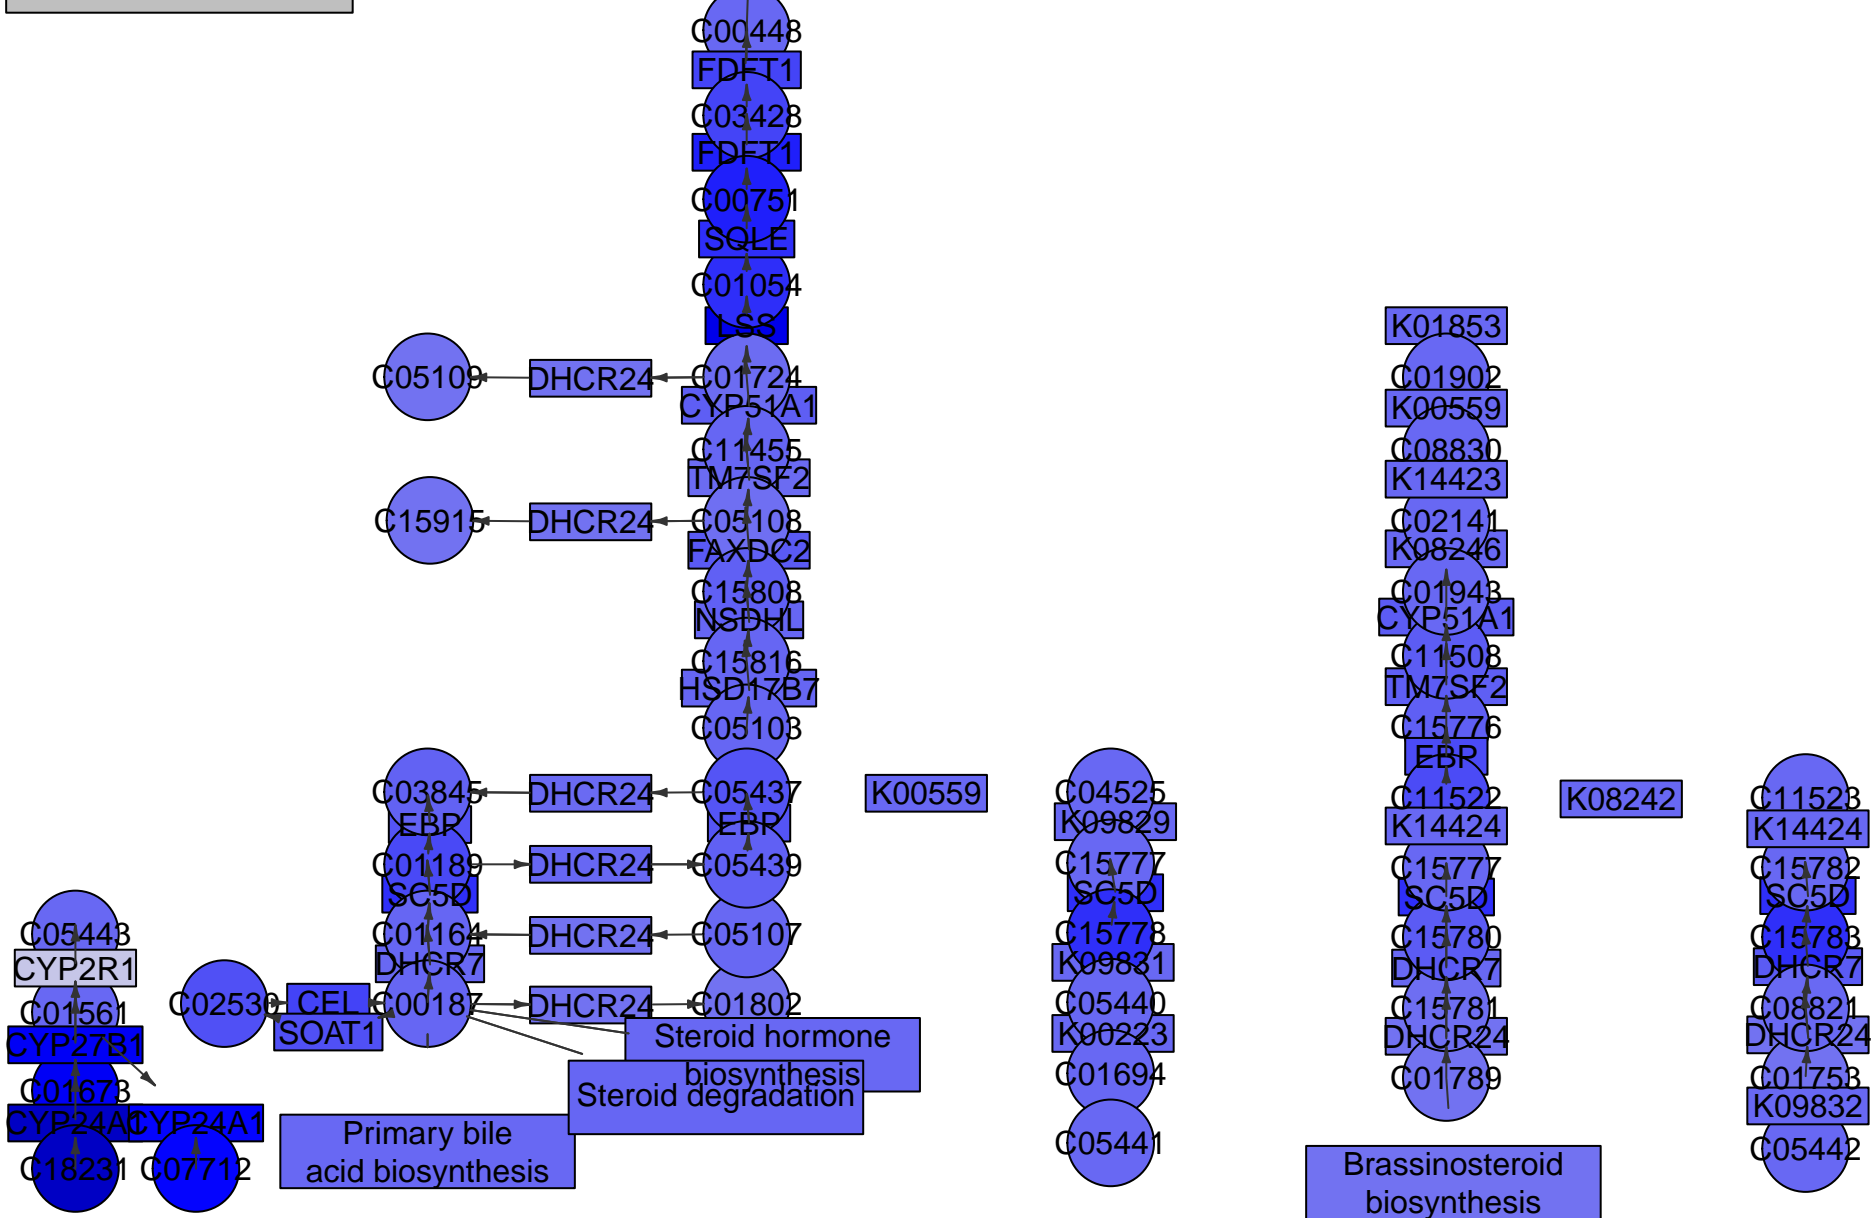 C00448
FDFT1
C03428
FDFT1
C00751
SQLE
C01054
LSS
K01853
C05109
DHCR24
C01724
C01902
CYP51A1
K00559
C11455
C08830
TM7SF2
K14423
C15915
DHCR24
C05108
C02141
FAXDC2
K08246
C15808
C01943
NSDHL
CYP51A1
C15816
C11508
HSD17B7
TM7SF2
C05103
C15776
EBP
C03845
DHCR24
C05437
K00559
C04525
C11522
K08242
C11523
EBP
EBP
K09829
K14424
K14424
C01189
DHCR24
C05439
C15777
C15777
C15782
SC5D
SC5D
SC5D
SC5D
C05443
C01164
DHCR24
C05107
C15778
C15780
C15783
CYP2R1
DHCR7
K09831
DHCR7
DHCR7
C01561
C02530
CEL
C00187
DHCR24
C01802
C05440
C15781
C08821
SOAT1
CYP27B1
Steroid hormone
biosynthesis
K00223
DHCR24
DHCR24
C01673
Steroid degradation
C01694
C01789
C01753
CYP24A1
CYP24A1
K09832
C18231
C07712
Primary bile
acid biosynthesis
C05441
Brassinosteroid
biosynthesis
C05442